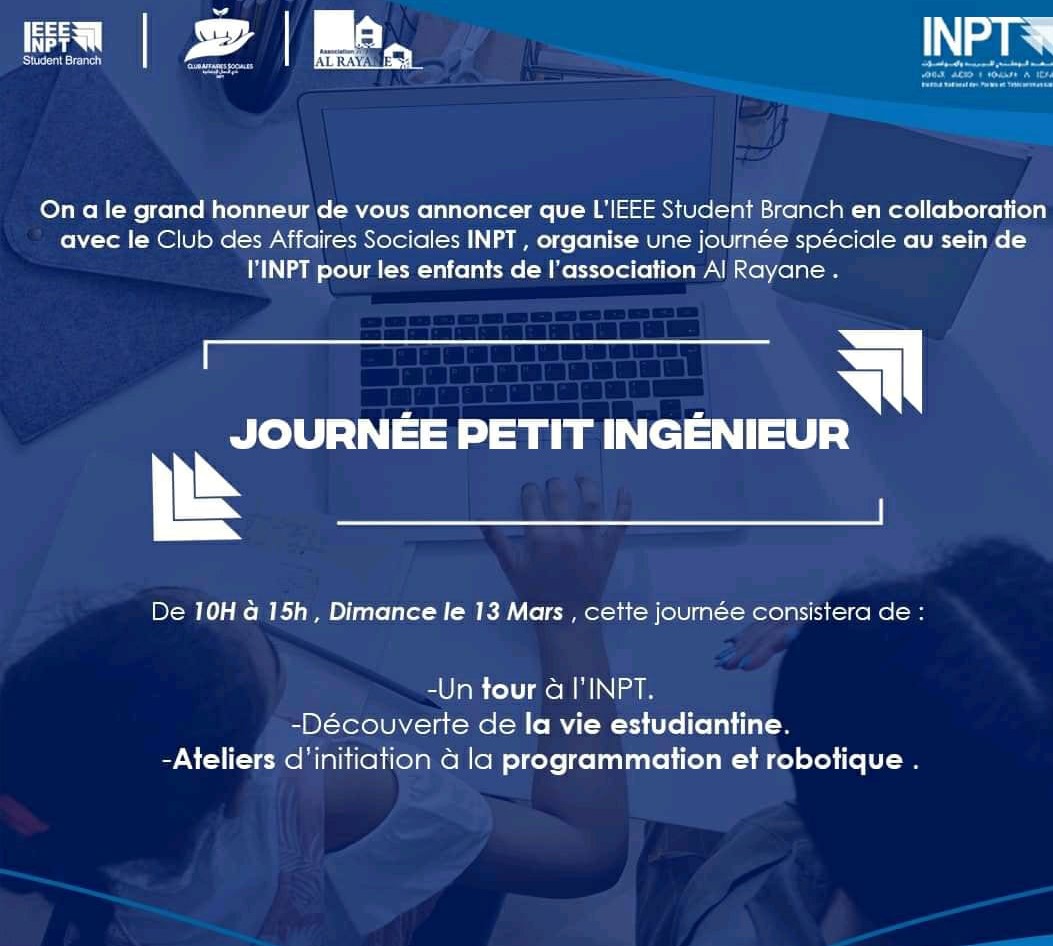 IEEE
INPT
Student Branch
CLUB AFFAIRES SOCIALES
Association
AL RAYANE
INPT
Institut National des Postes et Télécommunications
On a le grand honneur de vous annoncer que L’IEEE Student Branch en collaboration
avec le Club des Affaires Sociales INPT , organise une journée spéciale au sein de
l’INPT pour les enfants de l’association Al Rayane .
JOURNÉE PETIT INGÉNIEUR
De 10H à 15h , Dimance le 13 Mars , cette journée consistera de :
-Un tour à l’INPT.
-Découverte de la vie estudiantine.
-Ateliers d’initiation à la programmation et robotique .